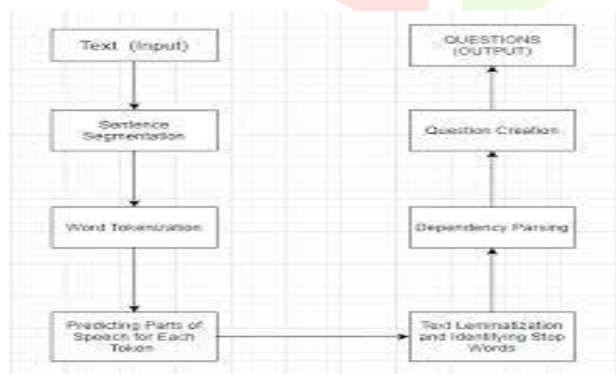 Text (Input)
Sentence
Segmentation
Word Tokenization
Predicting Parts of
Speech for Each
Token
Text Lemmatization
and Identifying Stop
Words
Dependency Parsing
Question Creation
QUESTIONS
(OUTPUT)